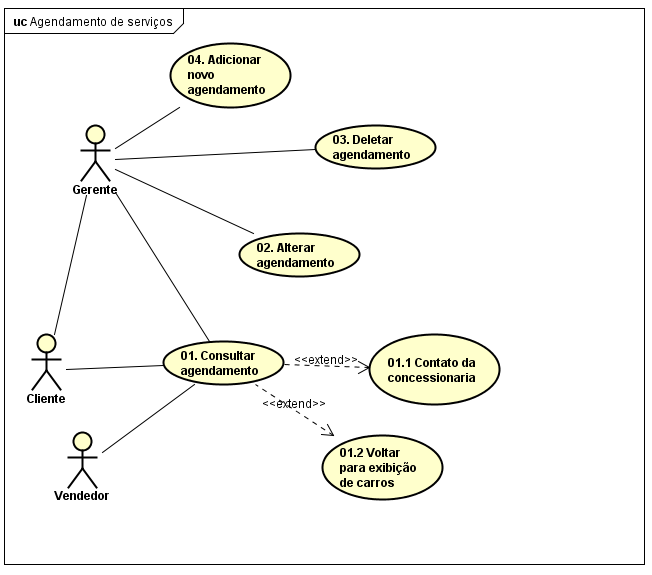 uc Agendamento de serviços
04. Adicionar
novo
agendamento
03. Deletar
agendamento
Gerente
02. Alterar
agendamento
01. Consultar
agendamento
<<extend>>
01.1 Contato da
concessionaria
Cliente
<<extend>>
01.2 Voltar
para exibição
de carros
Vendedor